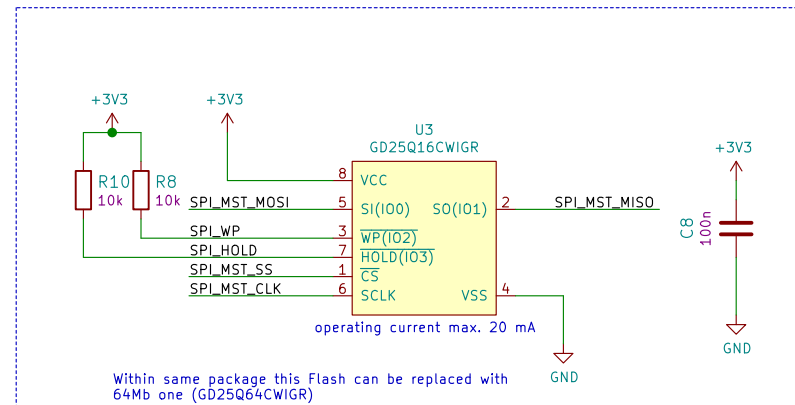 +3V3
+3V3
U3
GD25Q16CWIGR
+3V3
R10
10k
R8
10k
8
VCC
SPI_MST_MOSI
5
SI(IO0)
SO(IO1)
2
SPI_MST_MISO
C8
100n
SPI_WP
3
WP(IO2)
SPI_HOLD
7
HOLD(IO3)
SPI_MST_SS
1
CS
SPI_MST_CLK
6
SCLK
VSS
4
operating current max. 20 mA
GND
GND
Within same package this Flash can be replaced with
64Mb one (GD25Q64CWIGR)